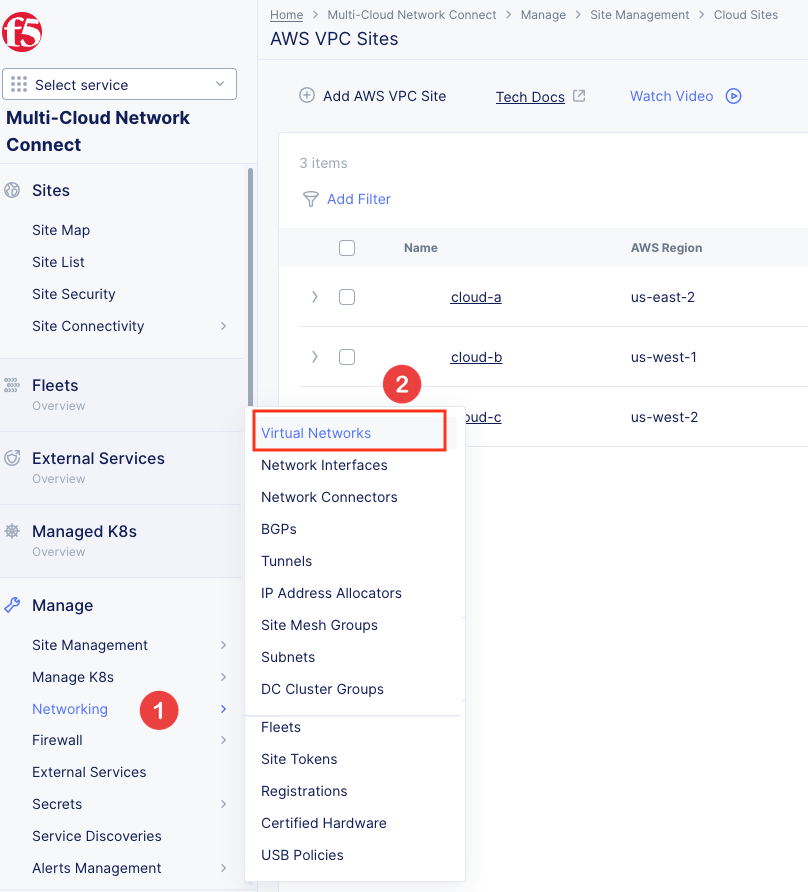 f5
Select service
Multi-Cloud Network
Connect
Sites
Site Map
Site List
Site Security
Site Connectivity
Fleets
Overview
External Services
Overview
Managed K8s
Overview
Manage
Site Management
Manage K8s
Networking
1
Firewall
External Services
Secrets
Service Discoveries
Alerts Management
Home > Multi-Cloud Network Connect > Manage > Site Management > Cloud Sites
AWS VPC Sites
Add AWS VPC Site Tech Docs Watch Video
3 items
Add Filter
Name AWS Region
cloud-a us-east-2
cloud-b us-west-1
oud-c us-west-2
2
Virtual Networks
Network Interfaces
Network Connectors
BGPs
Tunnels
IP Address Allocators
Site Mesh Groups
Subnets
DC Cluster Groups
Fleets
Site Tokens
Registrations
Certified Hardware
USB Policies